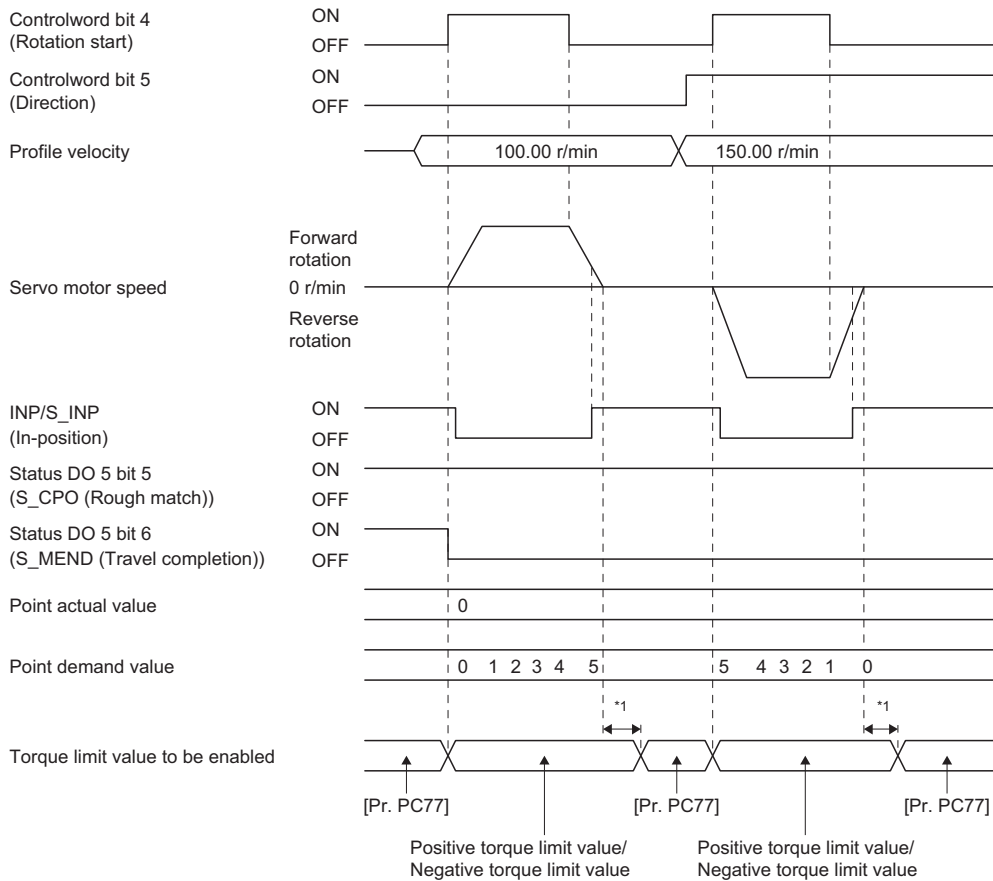 Controlword bit 4
(Rotation start)
ON
OFF
Controlword bit 5
(Direction)
ON
OFF
Profile velocity
100.00 r/min
150.00 r/min
Servo motor speed
Forward
rotation
0 r/min
Reverse
rotation
INP/S_INP
(In-position)
ON
OFF
Status DO 5 bit 5
(S_CPO (Rough match))
ON
OFF
Status DO 5 bit 6
(S_MEND (Travel completion))
ON
OFF
Point actual value
0
Point demand value
0 1 2 3 4 5
5 4 3 2 1 0
*1
*1
Torque limit value to be enabled
[Pr. PC77]
[Pr. PC77]
[Pr. PC77]
Positive torque limit value/
Negative torque limit value
Positive torque limit value/
Negative torque limit value